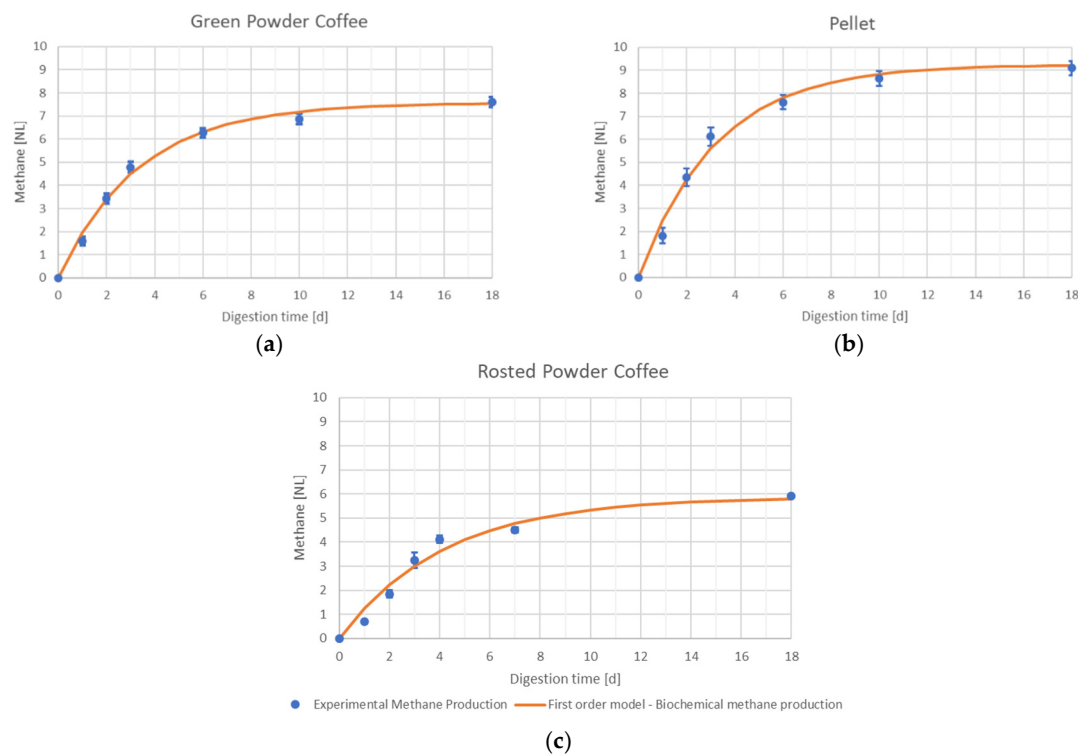 Green Powder Coffee
10
9
8
7
6
5
4
3
2
1
0
Methane [NL]
0 2 4 6 8 10 12 14 16 18
Digestion time [d]
(a)
Pellet
10
9
8
7
6
5
4
3
2
1
0
Methane [NL]
0 2 4 6 8 10 12 14 16 18
Digestion time [d]
(b)
Rosted Powder Coffee
10
9
8
7
6
5
4
3
2
1
0
Methane [NL]
0 2 4 6 8 10 12 14 16 18
Digestion time [d]
Experimental Methane Production First order model - Biochemical methane production
(c)